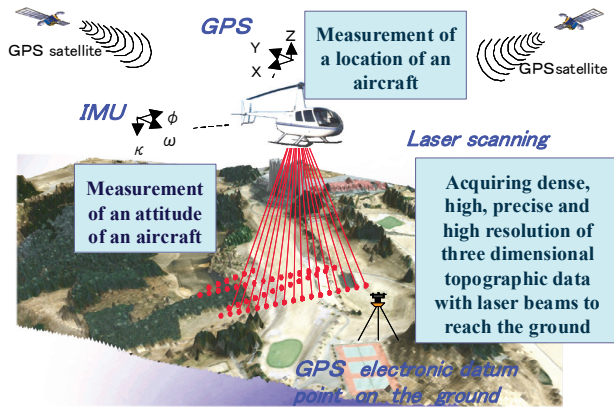 GPS satellite
GPS
Z
Y
X
Measurement of
a location of an
aircraft
GPS satellite
IMU
ϕ
ω
κ
Measurement
of an attitude
of an aircraft
Laser scanning
Acquiring dense,
high, precise and
high resolution of
three dimensional
topographic data
with laser beams to
reach the ground
GPS electronic datum
point on the ground